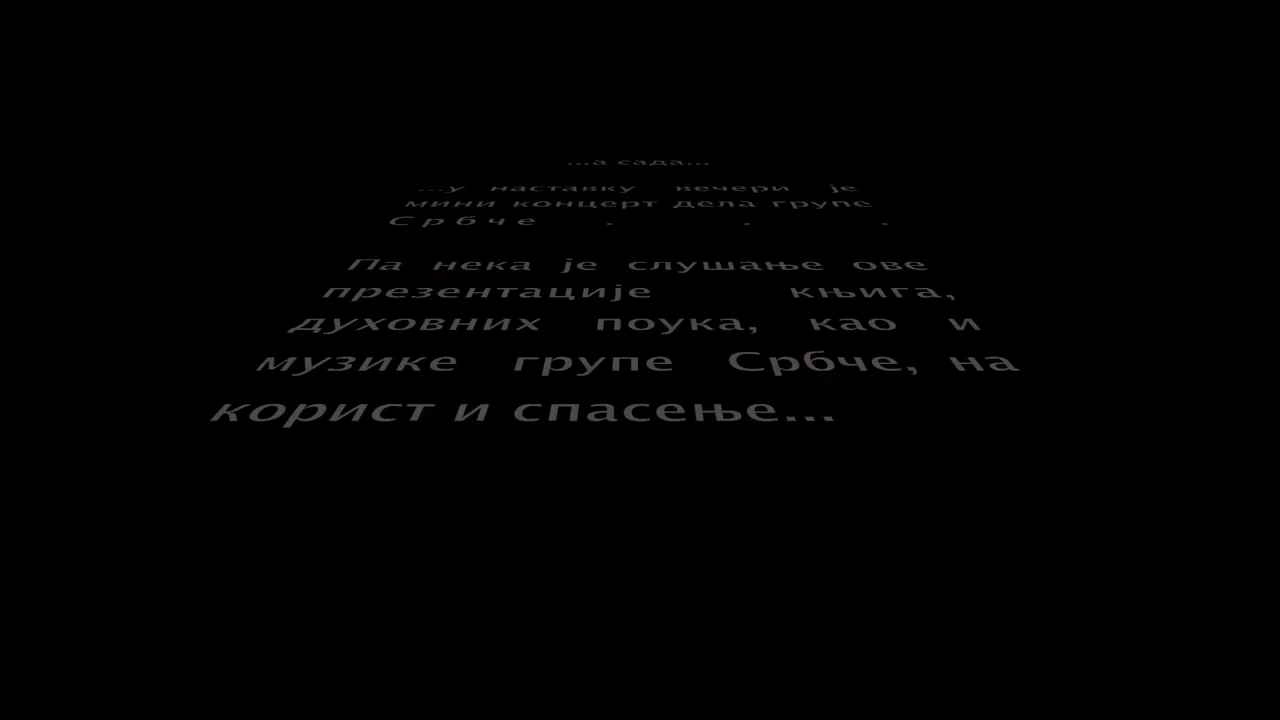 ...а сада...
...у наставку вечери је
мини концерт дела групе
Србче . . .
Па нека је слушање ове
презентације књига,
духовних поука, као и
музике групе Србче, на
корист и спасење...